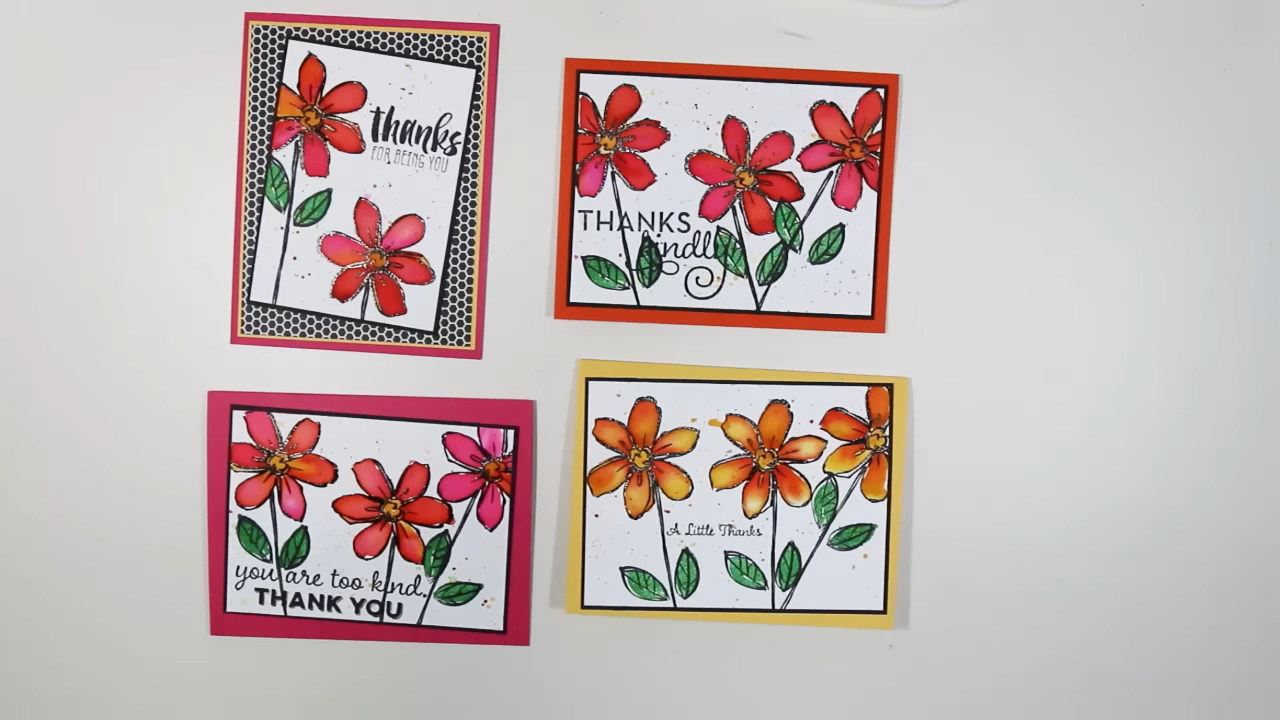 thanks
FOR BEING YOU
THANKS
kindly
you are too kind.
THANK YOU
A Little Thanks